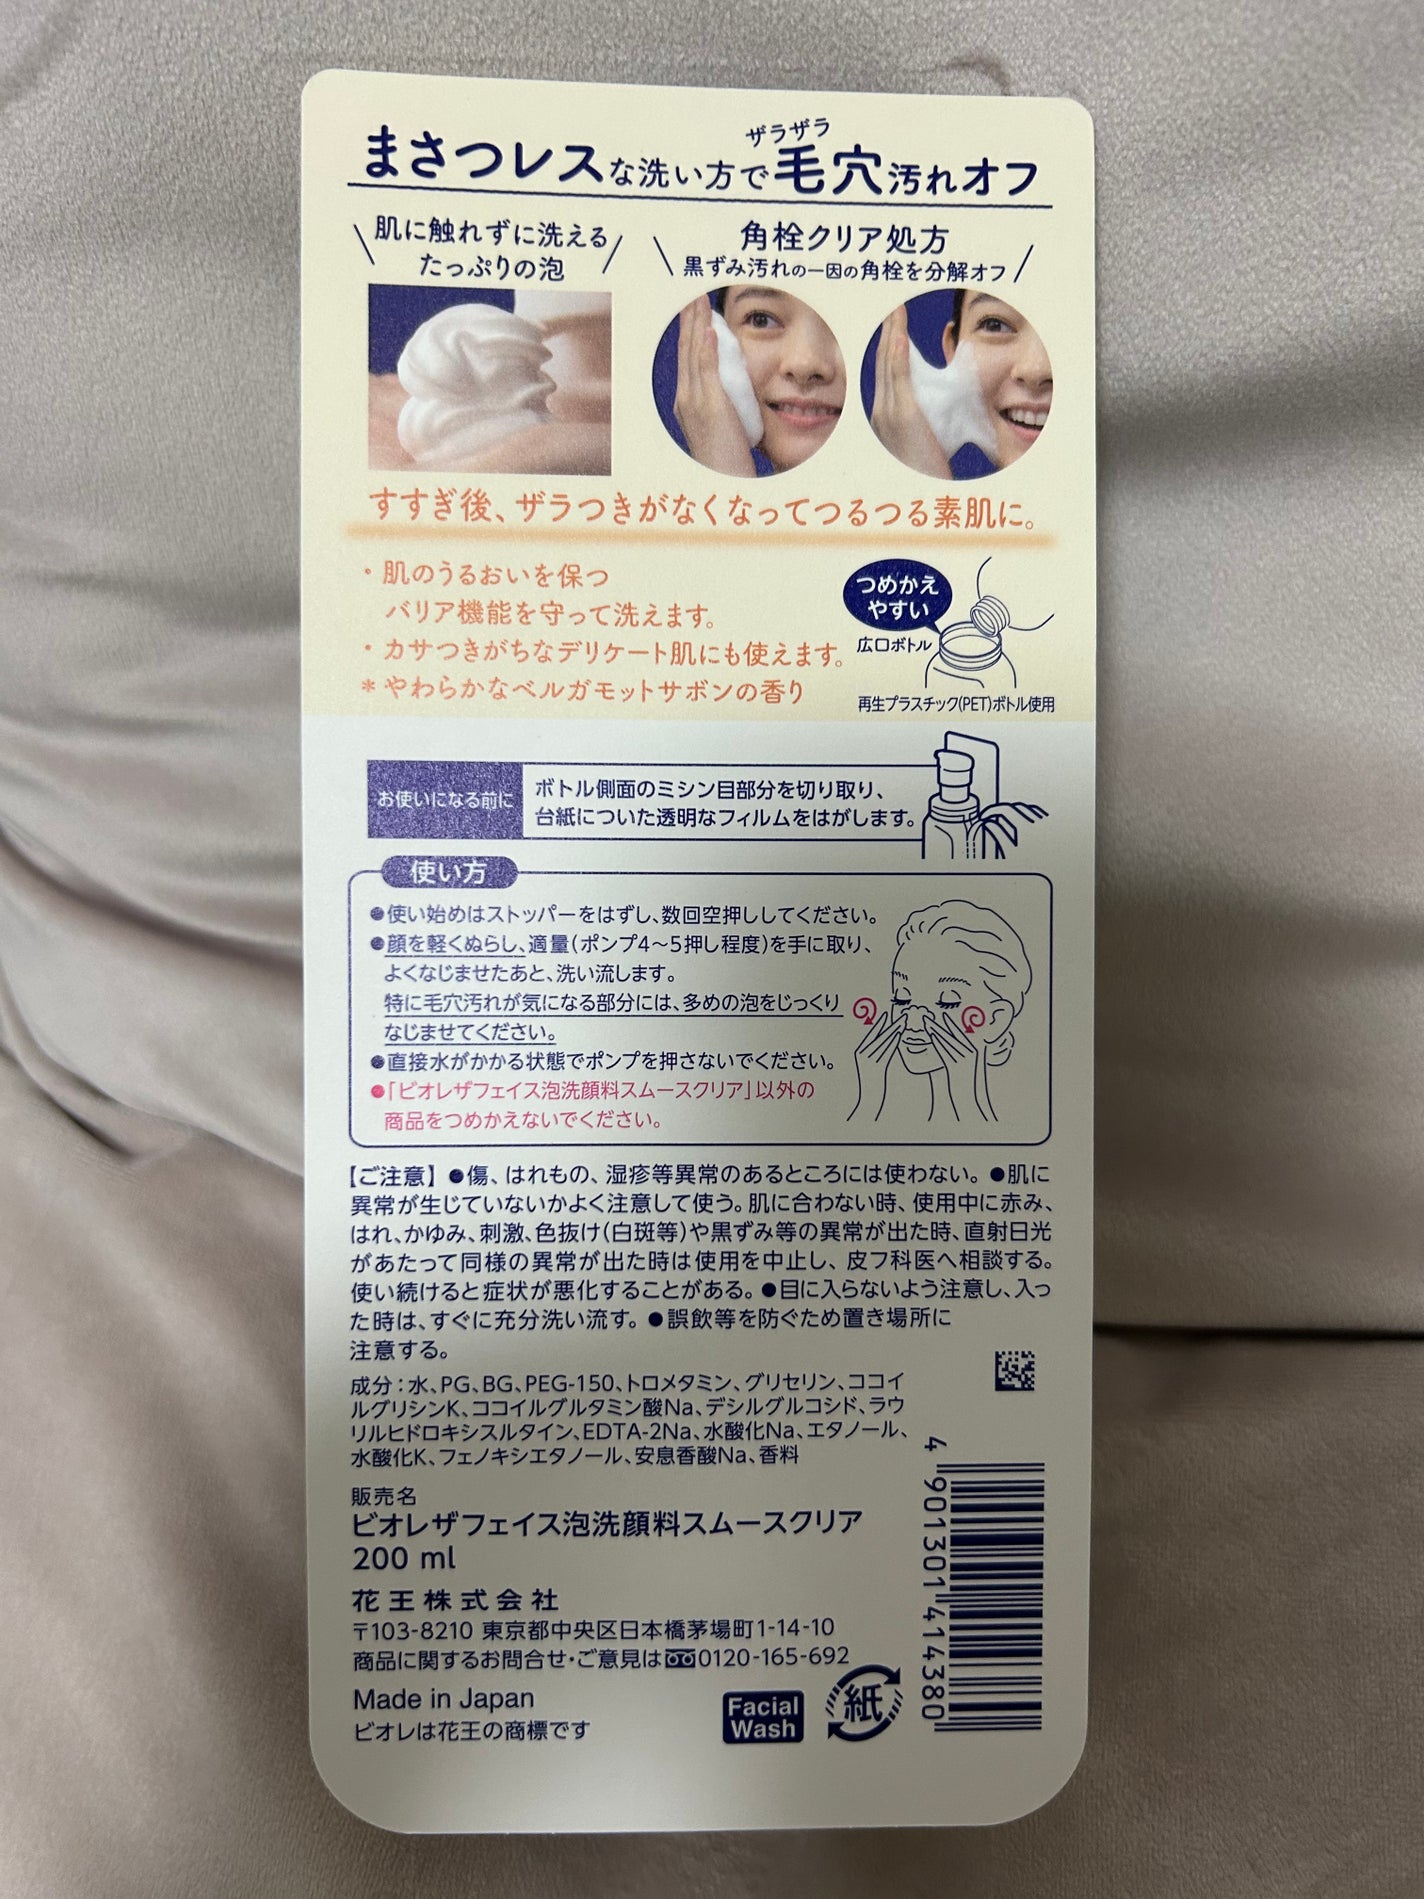 ザラザラ
まさつレスな洗い方で毛穴汚れオフ
肌に触れずに洗える
たっぷりの泡
角栓クリア処方
黒ずみ汚れの一因の角栓を分解オフ
すすぎ後、ザラつきがなくなってつるつる素肌に。
・肌のうるおいを保つ
バリア機能を守って洗えます。
・カサつきがちなデリケート肌にも使えます。
*やわらかなベルガモットサボンの香り
つめかえ
やすい
広口ボトル
再生プラスチック(PET)ボトル使用
お使いになる前に
ボトル側面のミシン目部分を切り取り、
台紙についた透明なフィルムをはがします。
使い方
●使い始めはストッパーをはずし、数回空押ししてください。
●顔を軽くぬらし、適量(ポンプ4〜5押し程度)を手に取り、
よくなじませたあと、洗い流します。
特に毛穴汚れが気になる部分には、多めの泡をじっくり
なじませてください。
●直接水がかかる状態でポンプを押さないでください。
●「ビオレザフェイス泡洗顔料スムースクリア」以外の
商品をつめかえないでください。
【ご注意】●傷、はれもの、湿疹等異常のあるところには使わない。●肌に
異常が生じていないかよく注意して使う。肌に合わない時、使用中に赤み、
はれ、かゆみ、刺激、色抜け(白斑等)や黒ずみ等の異常が出た時、直射日光
があたって同様の異常が出た時は使用を中止し、皮フ科医へ相談する。
使い続けると症状が悪化することがある。●目に入らないよう注意し、入っ
た時は、すぐに充分洗い流す。●誤飲等を防ぐため置き場所に
注意する。
成分:水、PG、BG、PEG-150、トロメタミン、グリセリン、ココイ
ルグリシンK、ココイルグルタミン酸Na、デシルグルコシド、ラウ
リルヒドロキシスルタイン、EDTA-2Na、水酸化Na、エタノール、
水酸化K、フェノキシエタノール、安息香酸Na、香料
販売名
ビオレザフェイス泡洗顔料スムースクリア
200 ml
花王株式会社
〒103-8210 東京都中央区日本橋茅場町1-14-10
商品に関するお問合せ・ご意見は0120-165-692
Made in Japan
ビオレは花王の商標です
Facial
Wash
紙
4 901301 414380